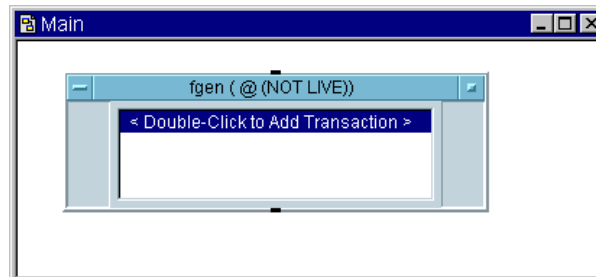 Main
fgen ( @ (NOT LIVE))
< Double-Click to Add Transaction >